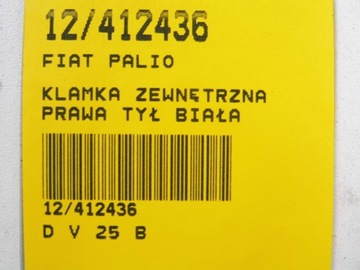 12/412436
FIAT PALIO
KLAMKA ZEWNĘTRZNA
PRAWA TYŁ BIAŁA
12/412436
D V 25 B